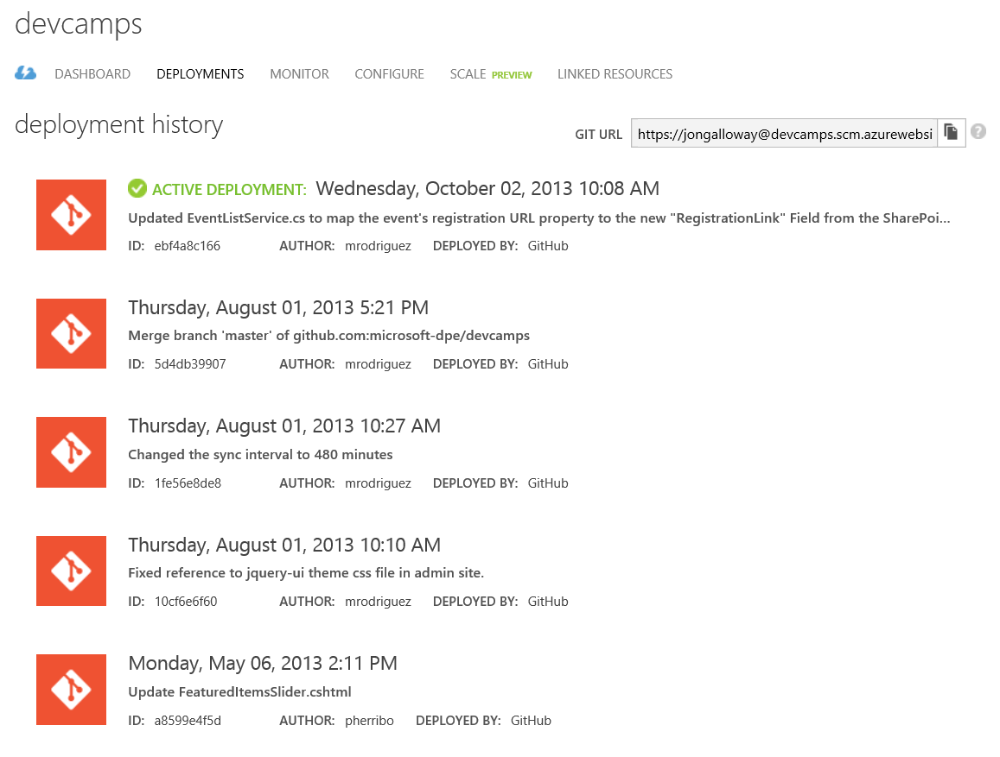 devcamps
DASHBOARD DEPLOYMENTS MONITOR CONFIGURE SCALE PREVIEW LINKED RESOURCES
deployment history
GIT URL https://jongalloway@devcamps.scm.azurewebsi
ACTIVE DEPLOYMENT: Wednesday, October 02, 2013 10:08 AM
Updated EventListService.cs to map the event's registration URL property to the new "RegistrationLink" Field from the SharePoi...
ID: ebf4a8c166 AUTHOR: mrodriguez DEPLOYED BY: GitHub
Thursday, August 01, 2013 5:21 PM
Merge branch 'master' of github.com:microsoft-dpe/devcamps
ID: 5d4db39907 AUTHOR: mrodriguez DEPLOYED BY: GitHub
Thursday, August 01, 2013 10:27 AM
Changed the sync interval to 480 minutes
ID: 1fe56e8de8 AUTHOR: mrodriguez DEPLOYED BY: GitHub
Thursday, August 01, 2013 10:10 AM
Fixed reference to jquery-ui theme css file in admin site.
ID: 10cf6e6f60 AUTHOR: mrodriguez DEPLOYED BY: GitHub
Monday, May 06, 2013 2:11 PM
Update FeaturedItemsSlider.cshtml
ID: a8599e4f5d AUTHOR: pherribo DEPLOYED BY: GitHub